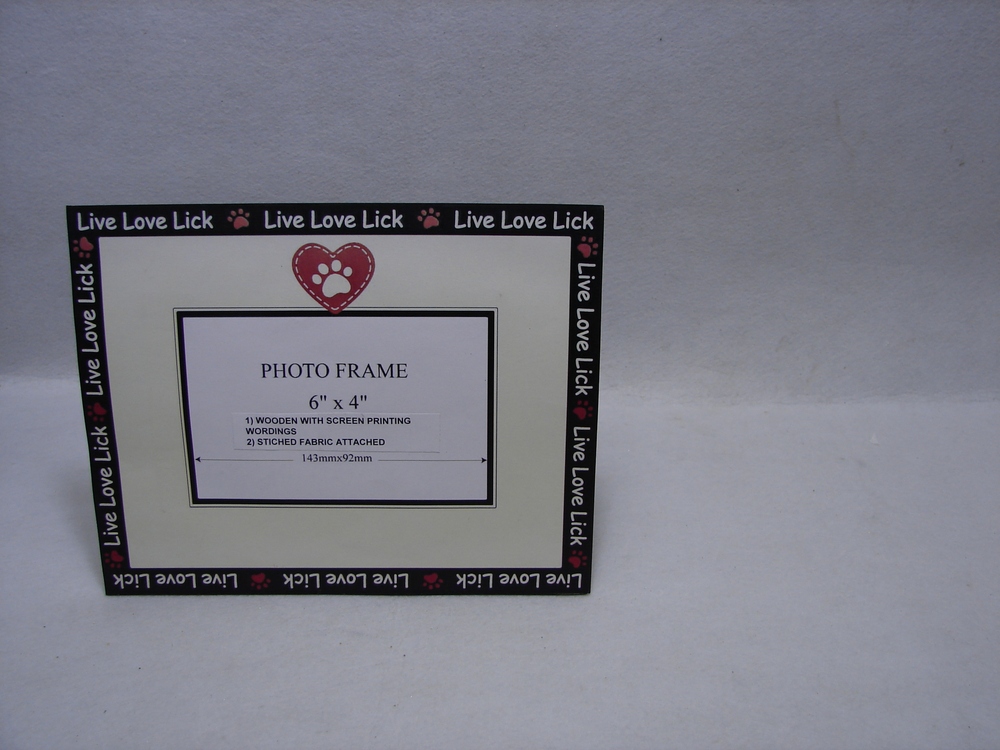 Live Love Lick Live Love Lick Live Love Lick
Live Love Lick
Live Love Lick
Live Love Lick
Live Love Lick
PHOTO FRAME
6" x 4"
1) WOODEN WITH SCREEN PRINTING
WORDINGS
2) STICHED FABRIC ATTACHED
143mmx92mm
Live Love Lick Live Love Lick Live Love Lick